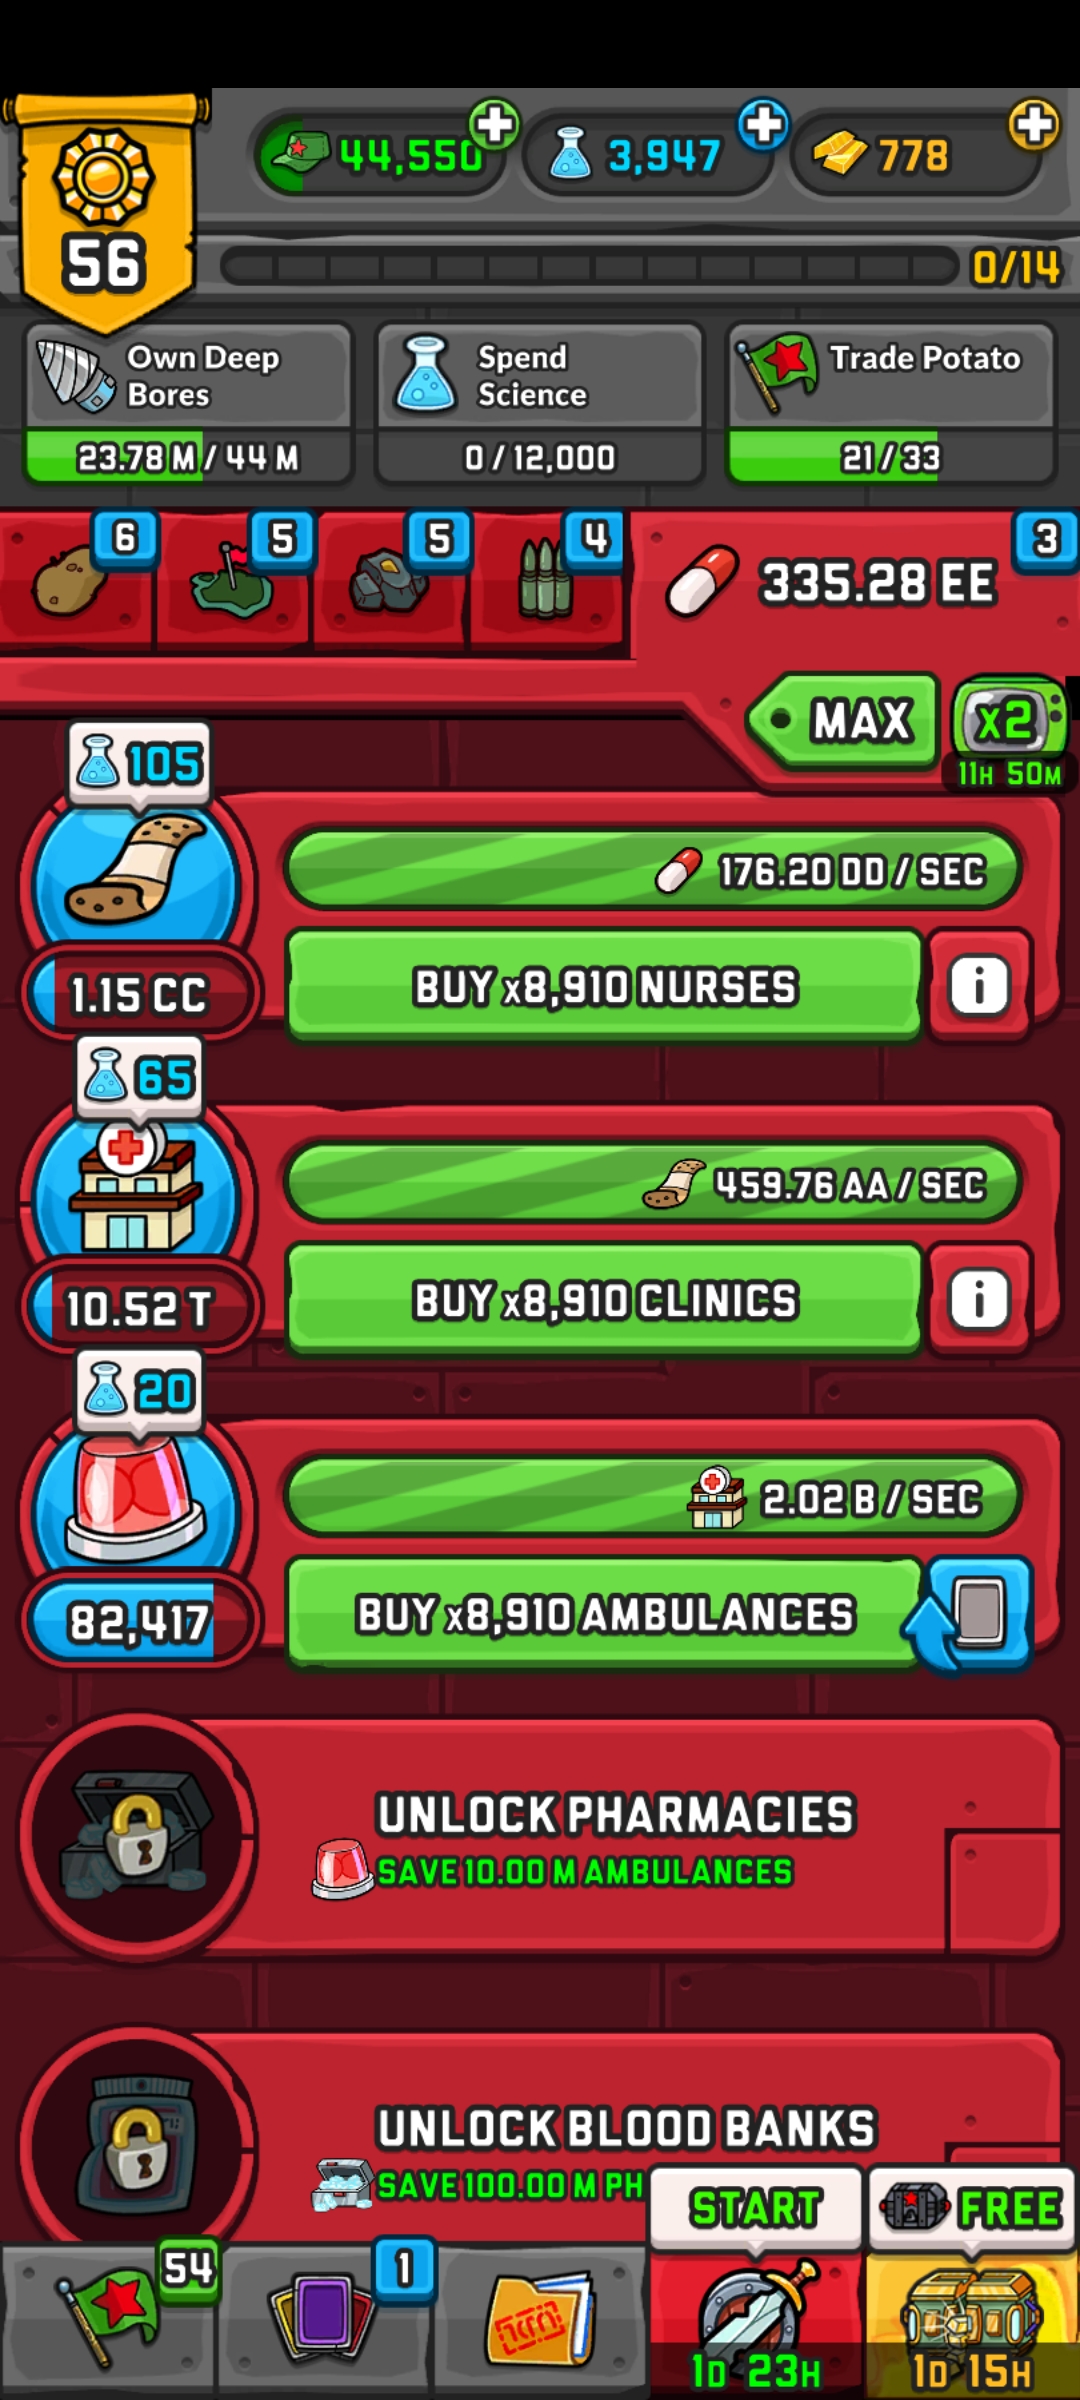 44,550
3,947
778
56
0/14
Own Deep
Bores
23.78 M / 44 M
Spend
Science
0 / 12,000
Trade Potato
21 / 33
6
5
5
4
3
335.28 EE
MAX
x2
11H 50M
105
176.20 DD / SEC
1.15 CC
BUY x8,910 NURSES
i
65
459.76 AA / SEC
10.52 T
BUY x8,910 CLINICS
i
20
2.02 B / SEC
82,417
BUY x8,910 AMBULANCES
UNLOCK PHARMACIES
SAVE 10.00 M AMBULANCES
UNLOCK BLOOD BANKS
SAVE 100.00 M PH
START
FREE
54
1
1D 23H
1D 15H